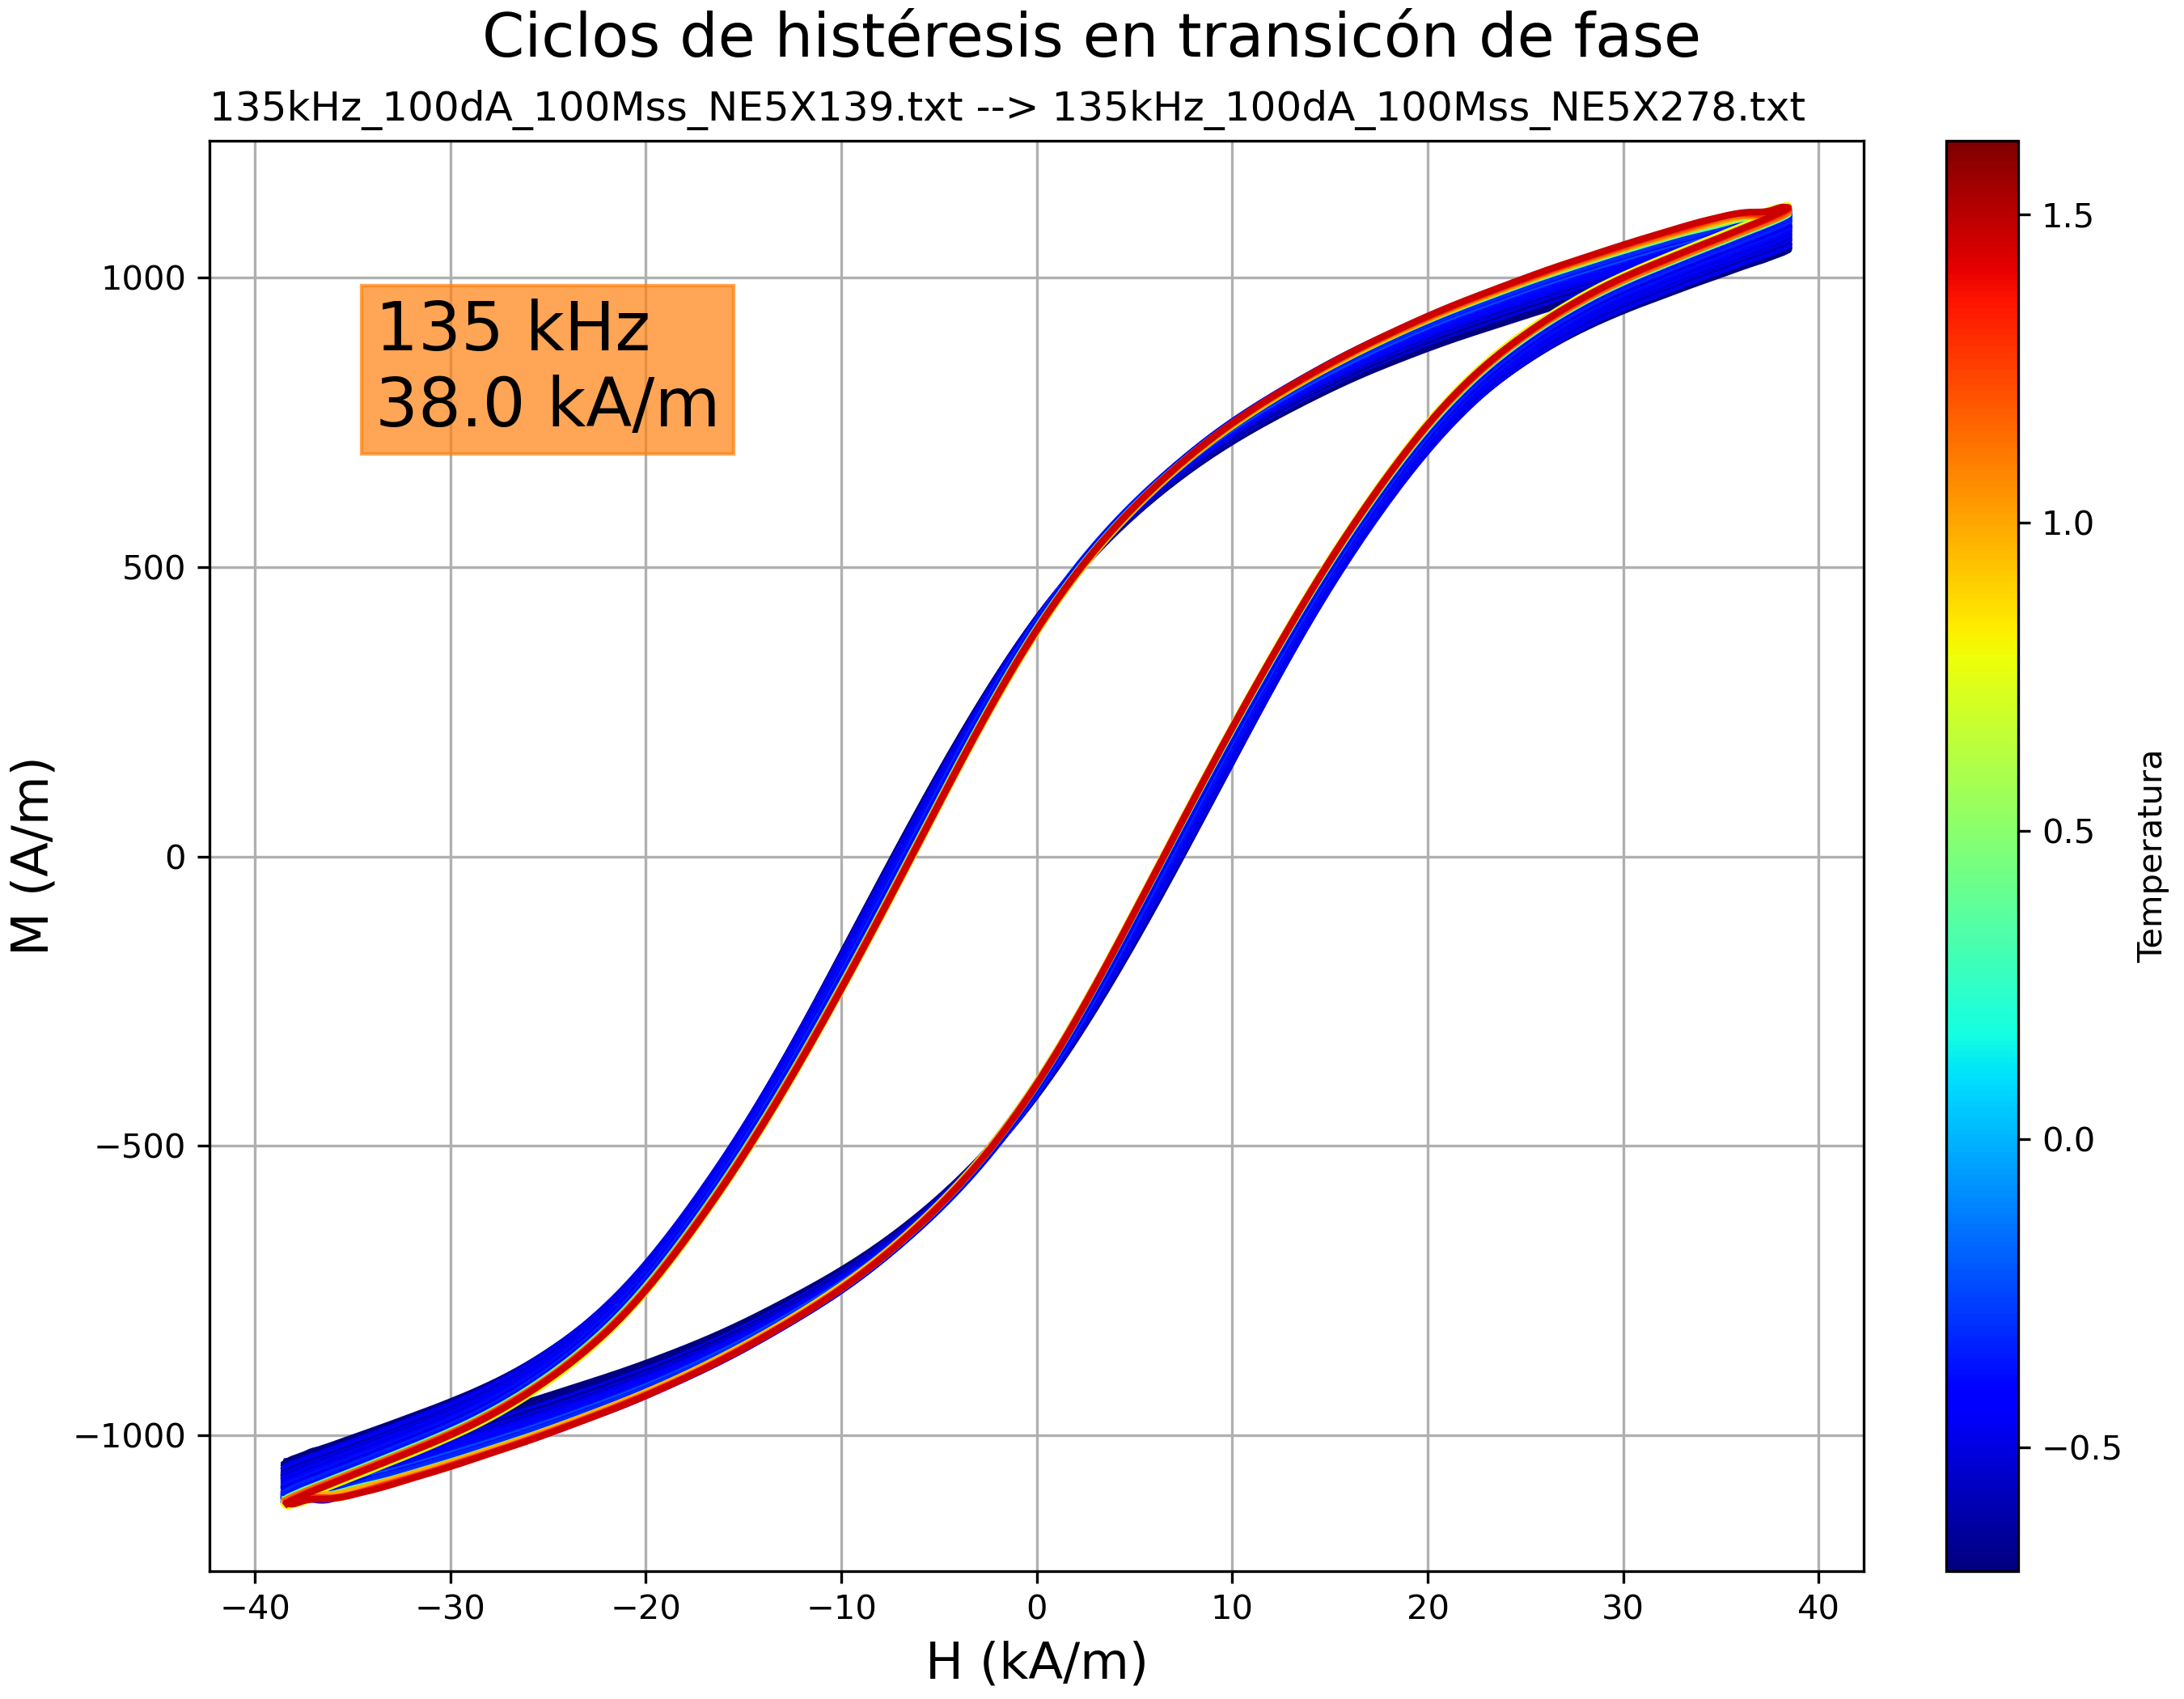 Ciclos de histéresis en transicón de fase
135kHz_100dA_100Mss_NE5X139.txt --> 135kHz_100dA_100Mss_NE5X278.txt
135 kHz
38.0 kA/m
M (A/m)
1000
500
0
−500
−1000
−40
−30
−20
−10
0
10
20
30
40
H (kA/m)
1.5
1.0
0.5
0.0
−0.5
Temperatura